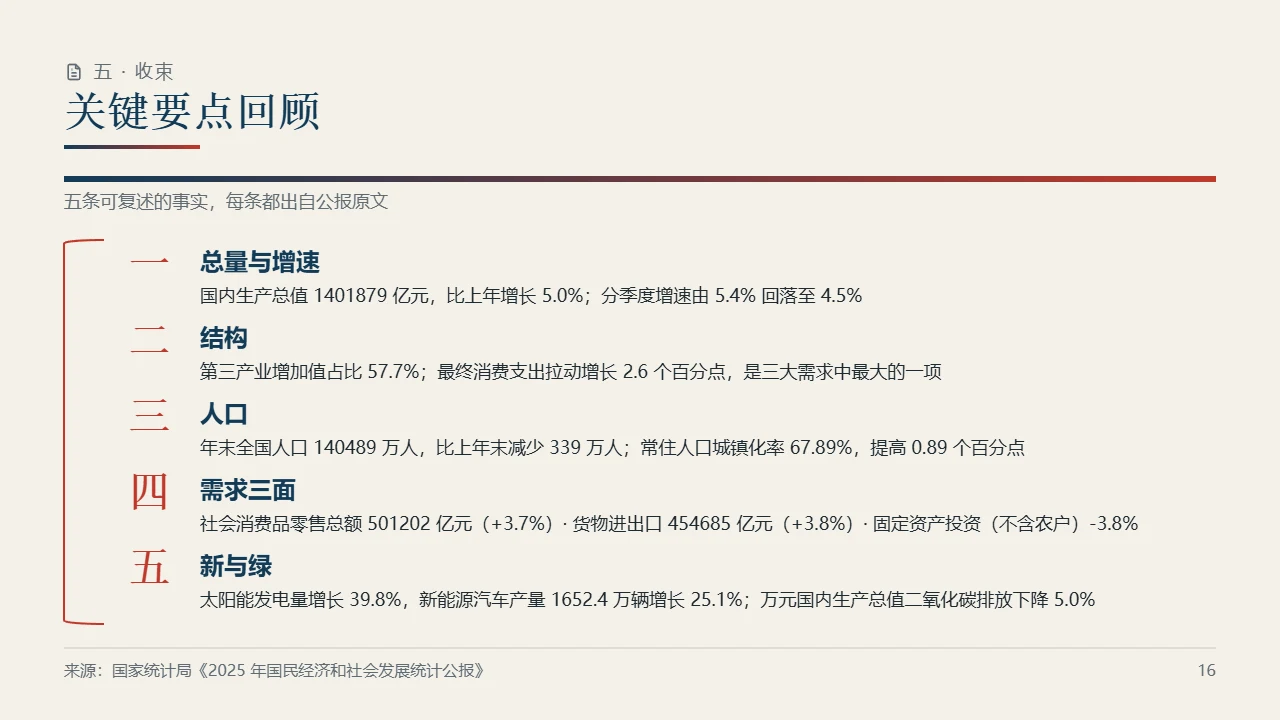 五 · 收束
关键要点回顾
五条可复述的事实，每条都出自公报原文
一 总量与增速
国内生产总值 1401879 亿元，比上年增长 5.0%；分季度增速由 5.4% 回落至 4.5%
二 结构
第三产业增加值占比 57.7%；最终消费支出拉动增长 2.6 个百分点，是三大需求中最大的一项
三 人口
年末全国人口 140489 万人，比上年末减少 339 万人；常住人口城镇化率 67.89%，提高 0.89 个百分点
四 需求三面
社会消费品零售总额 501202 亿元（+3.7%）· 货物进出口 454685 亿元（+3.8%）· 固定资产投资（不含农户）-3.8%
五 新与绿
太阳能发电量增长 39.8%，新能源汽车产量 1652.4 万辆增长 25.1%；万元国内生产总值二氧化碳排放下降 5.0%
来源：国家统计局《2025 年国民经济和社会发展统计公报》 16